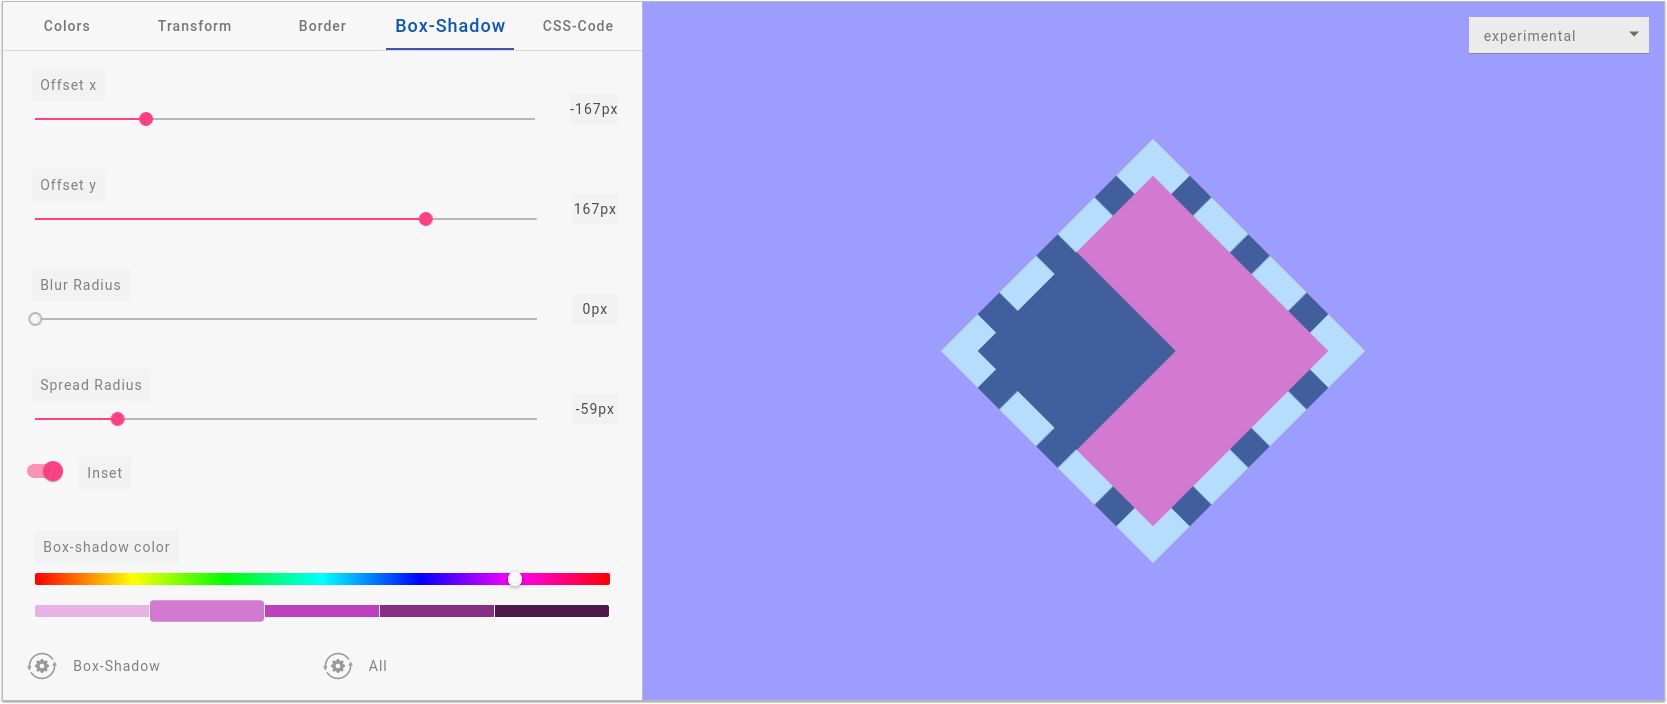 Colors Transform Border Box-Shadow CSS-Code
experimental
Offset x
-167px
Offset y
167px
Blur Radius
0px
Spread Radius
-59px
Inset
Box-shadow color
Box-Shadow All